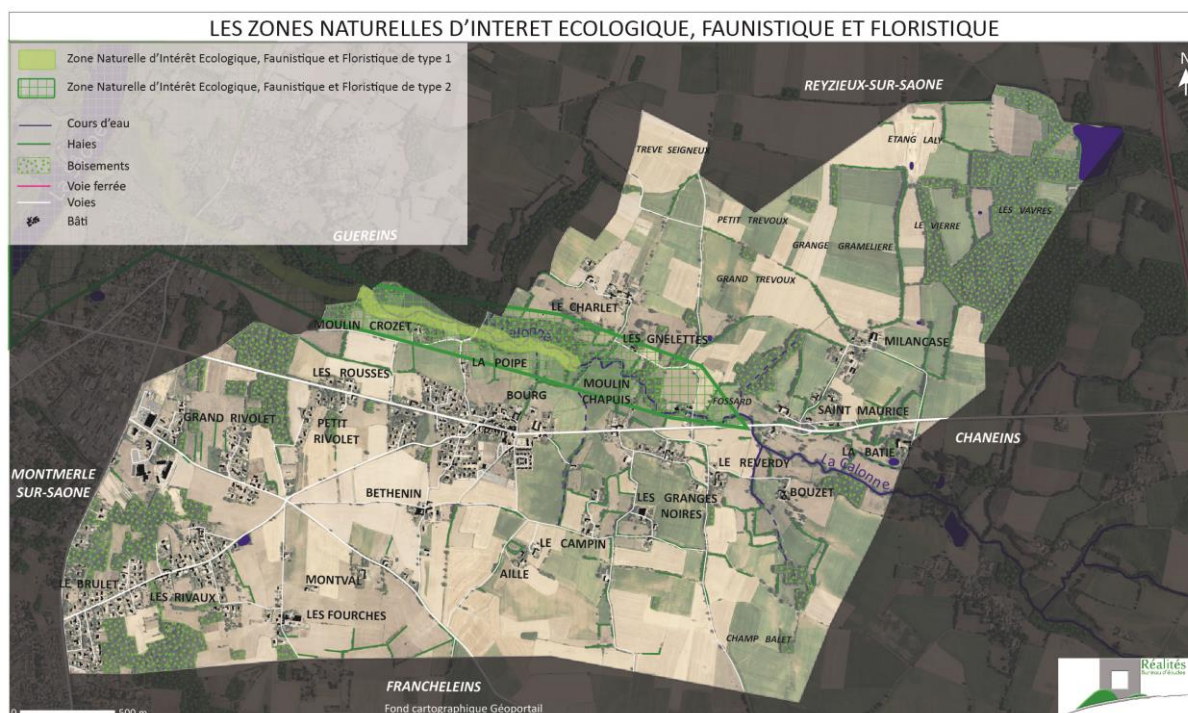 LES ZONES NATURELLES D'INTERET ECOLOGIQUE, FAUNISTIQUE ET FLORISTIQUE
Zone Naturelle d'Intérêt Ecologique, Faunistique et Floristique de type 1
Zone Naturelle d'Intérêt Ecologique, Faunistique et Floristique de type 2
Cours d'eau
Haies
Boisements
Voie ferrée
Voies
Bâti
N
REYZIEUX-SUR-SAONE
ETANG LALY
TREVE SEIGNEUX
LES VAVRES
PETIT TREVOUX
LE VIERRE
GUEREINS
GRANGE GRAMELIERE
GRAND TREVOUX
LE CHARLET
MOULIN CROZET
LES GNELETTES
MILANCASE
LA POIPE
LES ROUSSES
MOULIN
CHAPUIS
BOURG
FOSSARD
SAINT MAURICE
GRAND RIVOLET
PETIT
RIVOLET
CHANEINS
LA BATIE
LE REVERDY
La Calonne
MONTMERLE
SUR-SAONE
BETHENIN
BOUZET
LES GRANGES
NOIRES
LE CAMPIN
AILLE
LE BRULET
MONTVAL
LES RIVAUX
LES FOURCHES
CHAMP BALET
FRANCHELEINS
0
500 m
Fond cartographique Géoportail
Réalités
Bureau d'études